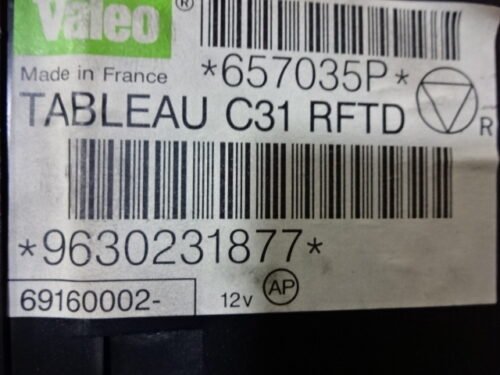 Valeo ®
Made in France
*657035P*
TABLEAU C31 RFTD
R
*9630231877*
69160002-
12v AP